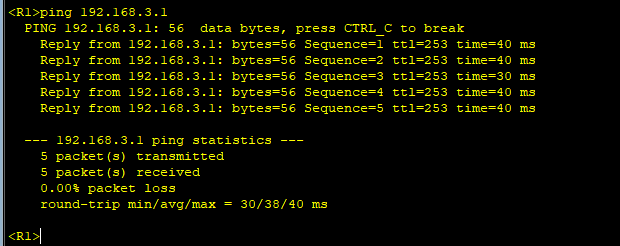 <R1>ping 192.168.3.1
PING 192.168.3.1: 56  data bytes, press CTRL_C to break
Reply from 192.168.3.1: bytes=56 Sequence=1 ttl=253 time=40 ms
Reply from 192.168.3.1: bytes=56 Sequence=2 ttl=253 time=40 ms
Reply from 192.168.3.1: bytes=56 Sequence=3 ttl=253 time=30 ms
Reply from 192.168.3.1: bytes=56 Sequence=4 ttl=253 time=40 ms
Reply from 192.168.3.1: bytes=56 Sequence=5 ttl=253 time=40 ms
--- 192.168.3.1 ping statistics ---
5 packet(s) transmitted
5 packet(s) received
0.00% packet loss
round-trip min/avg/max = 30/38/40 ms
<R1>